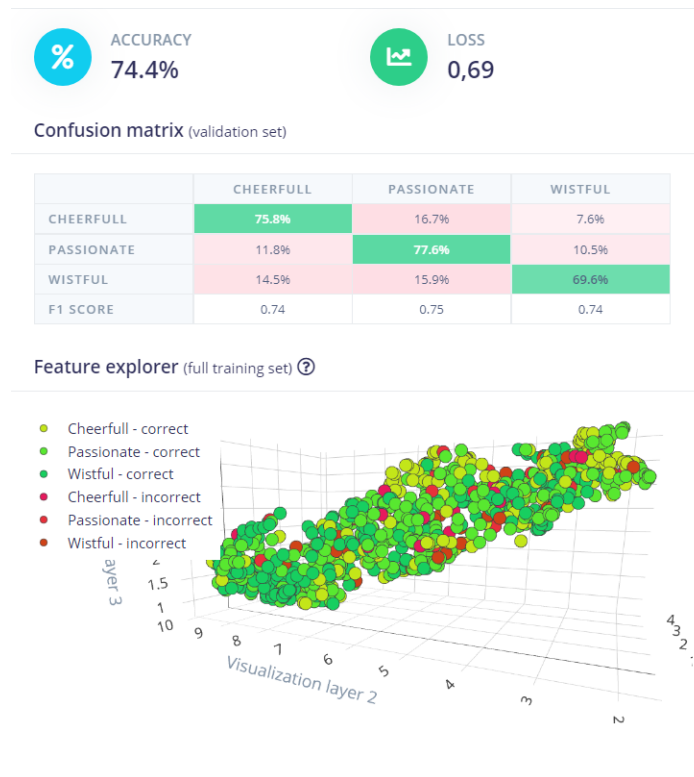 ACCURACY
%
74.4%
LOSS
0,69
Confusion matrix (validation set)
CHEERFULL PASSIONATE WISTFUL
CHEERFULL 75.8% 16.7% 7.6%
PASSIONATE 11.8% 77.6% 10.5%
WISTFUL 14.5% 15.9% 69.6%
F1 SCORE 0.74 0.75 0.74
Feature explorer (full training set) ?
Cheerfull - correct
Passionate - correct
Wistful - correct
Cheerfull - incorrect
Passionate - incorrect
Wistful - incorrect
ayer 3
1.5
1
10 9 8 7 6 5 4 3 2
Visualization layer 2
4
3
2